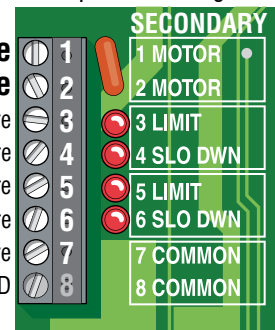 SECONDARY
e 1 1 MOTOR
e 2 2 MOTOR
e 3 3 LIMIT
e 4 4 SLO DWN
e 5 5 LIMIT
e 6 6 SLO DWN
e 7 7 COMMON
D 8 8 COMMON